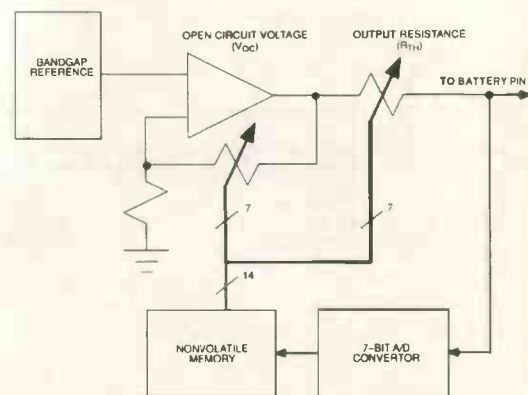 BANDGAP
REFERENCE
OPEN CIRCUIT VOLTAGE
(VOC)
OUTPUT RESISTANCE
(RTH)
TO BATTERY PIN
7
7
14
NONVOLATILE
MEMORY
7-BIT A/D
CONVERTOR